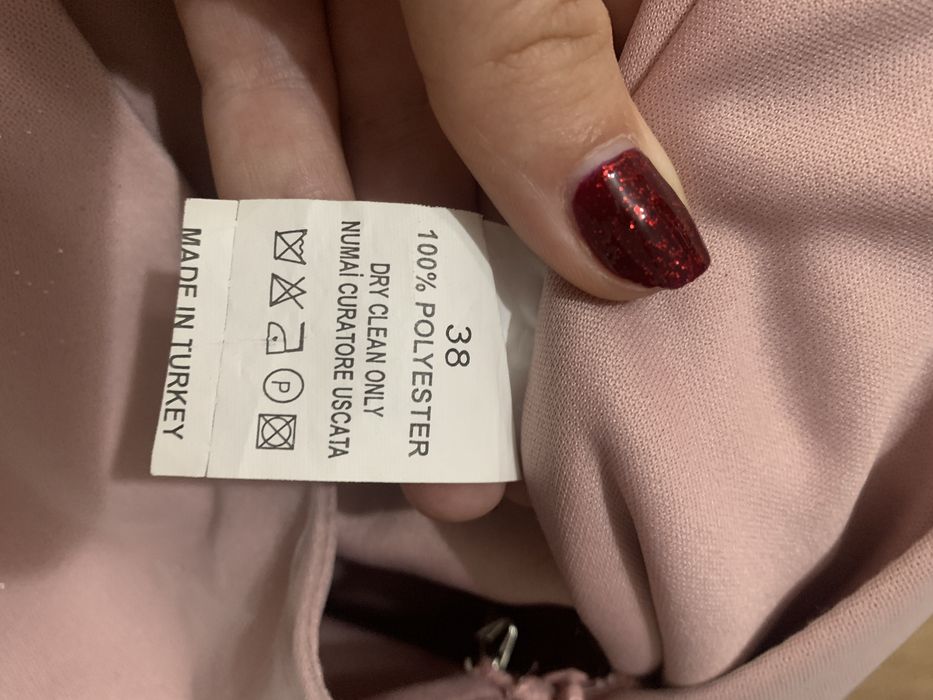 38
100% POLYESTER
DRY CLEAN ONLY
NUMAİ CURATORE USCATA
P
MADE IN TURKEY